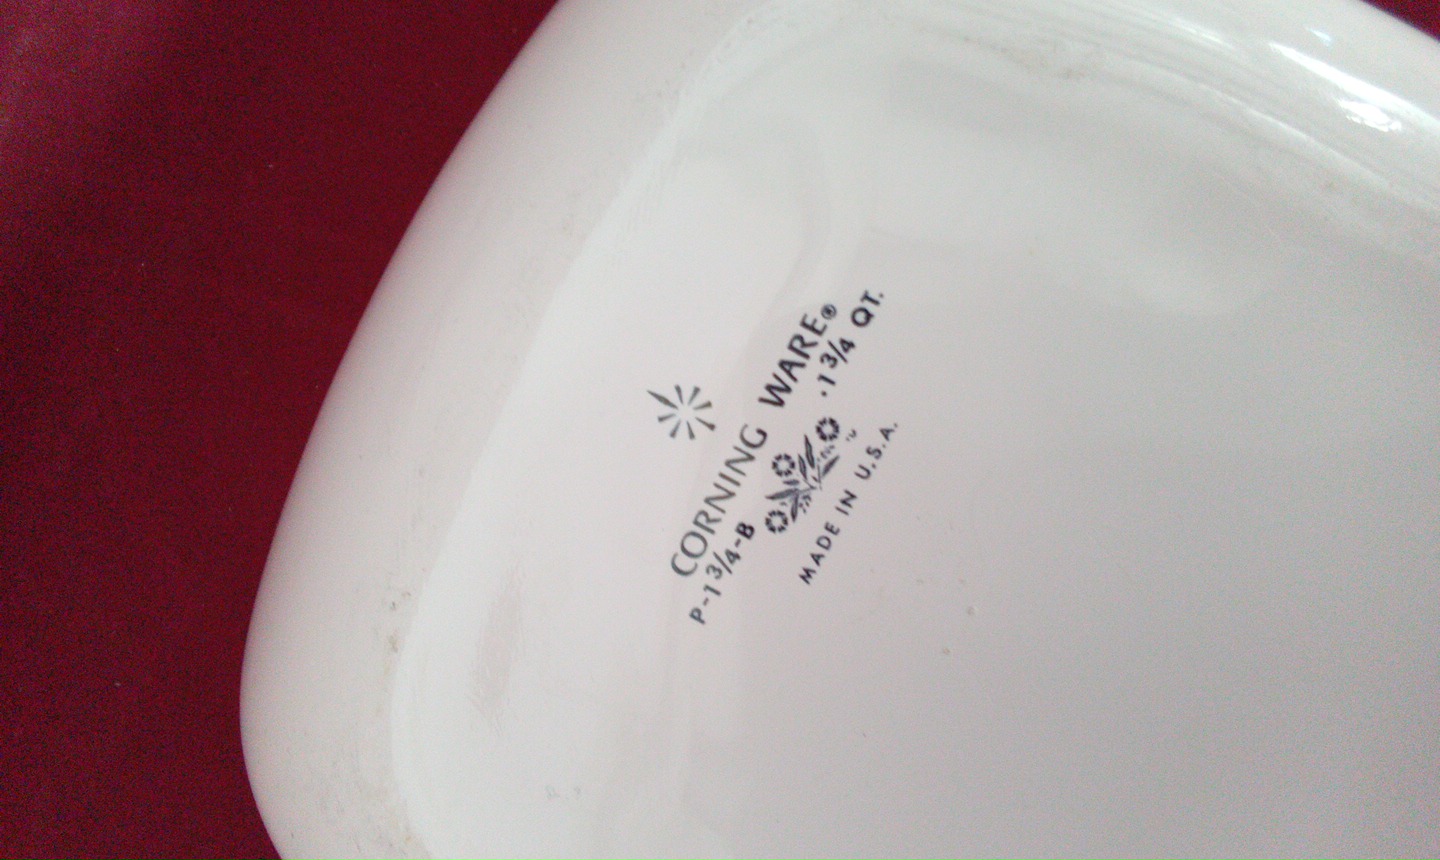 CORNING WARE®
P-1 3/4-B . 1 3/4 QT.
MADE IN U.S.A.